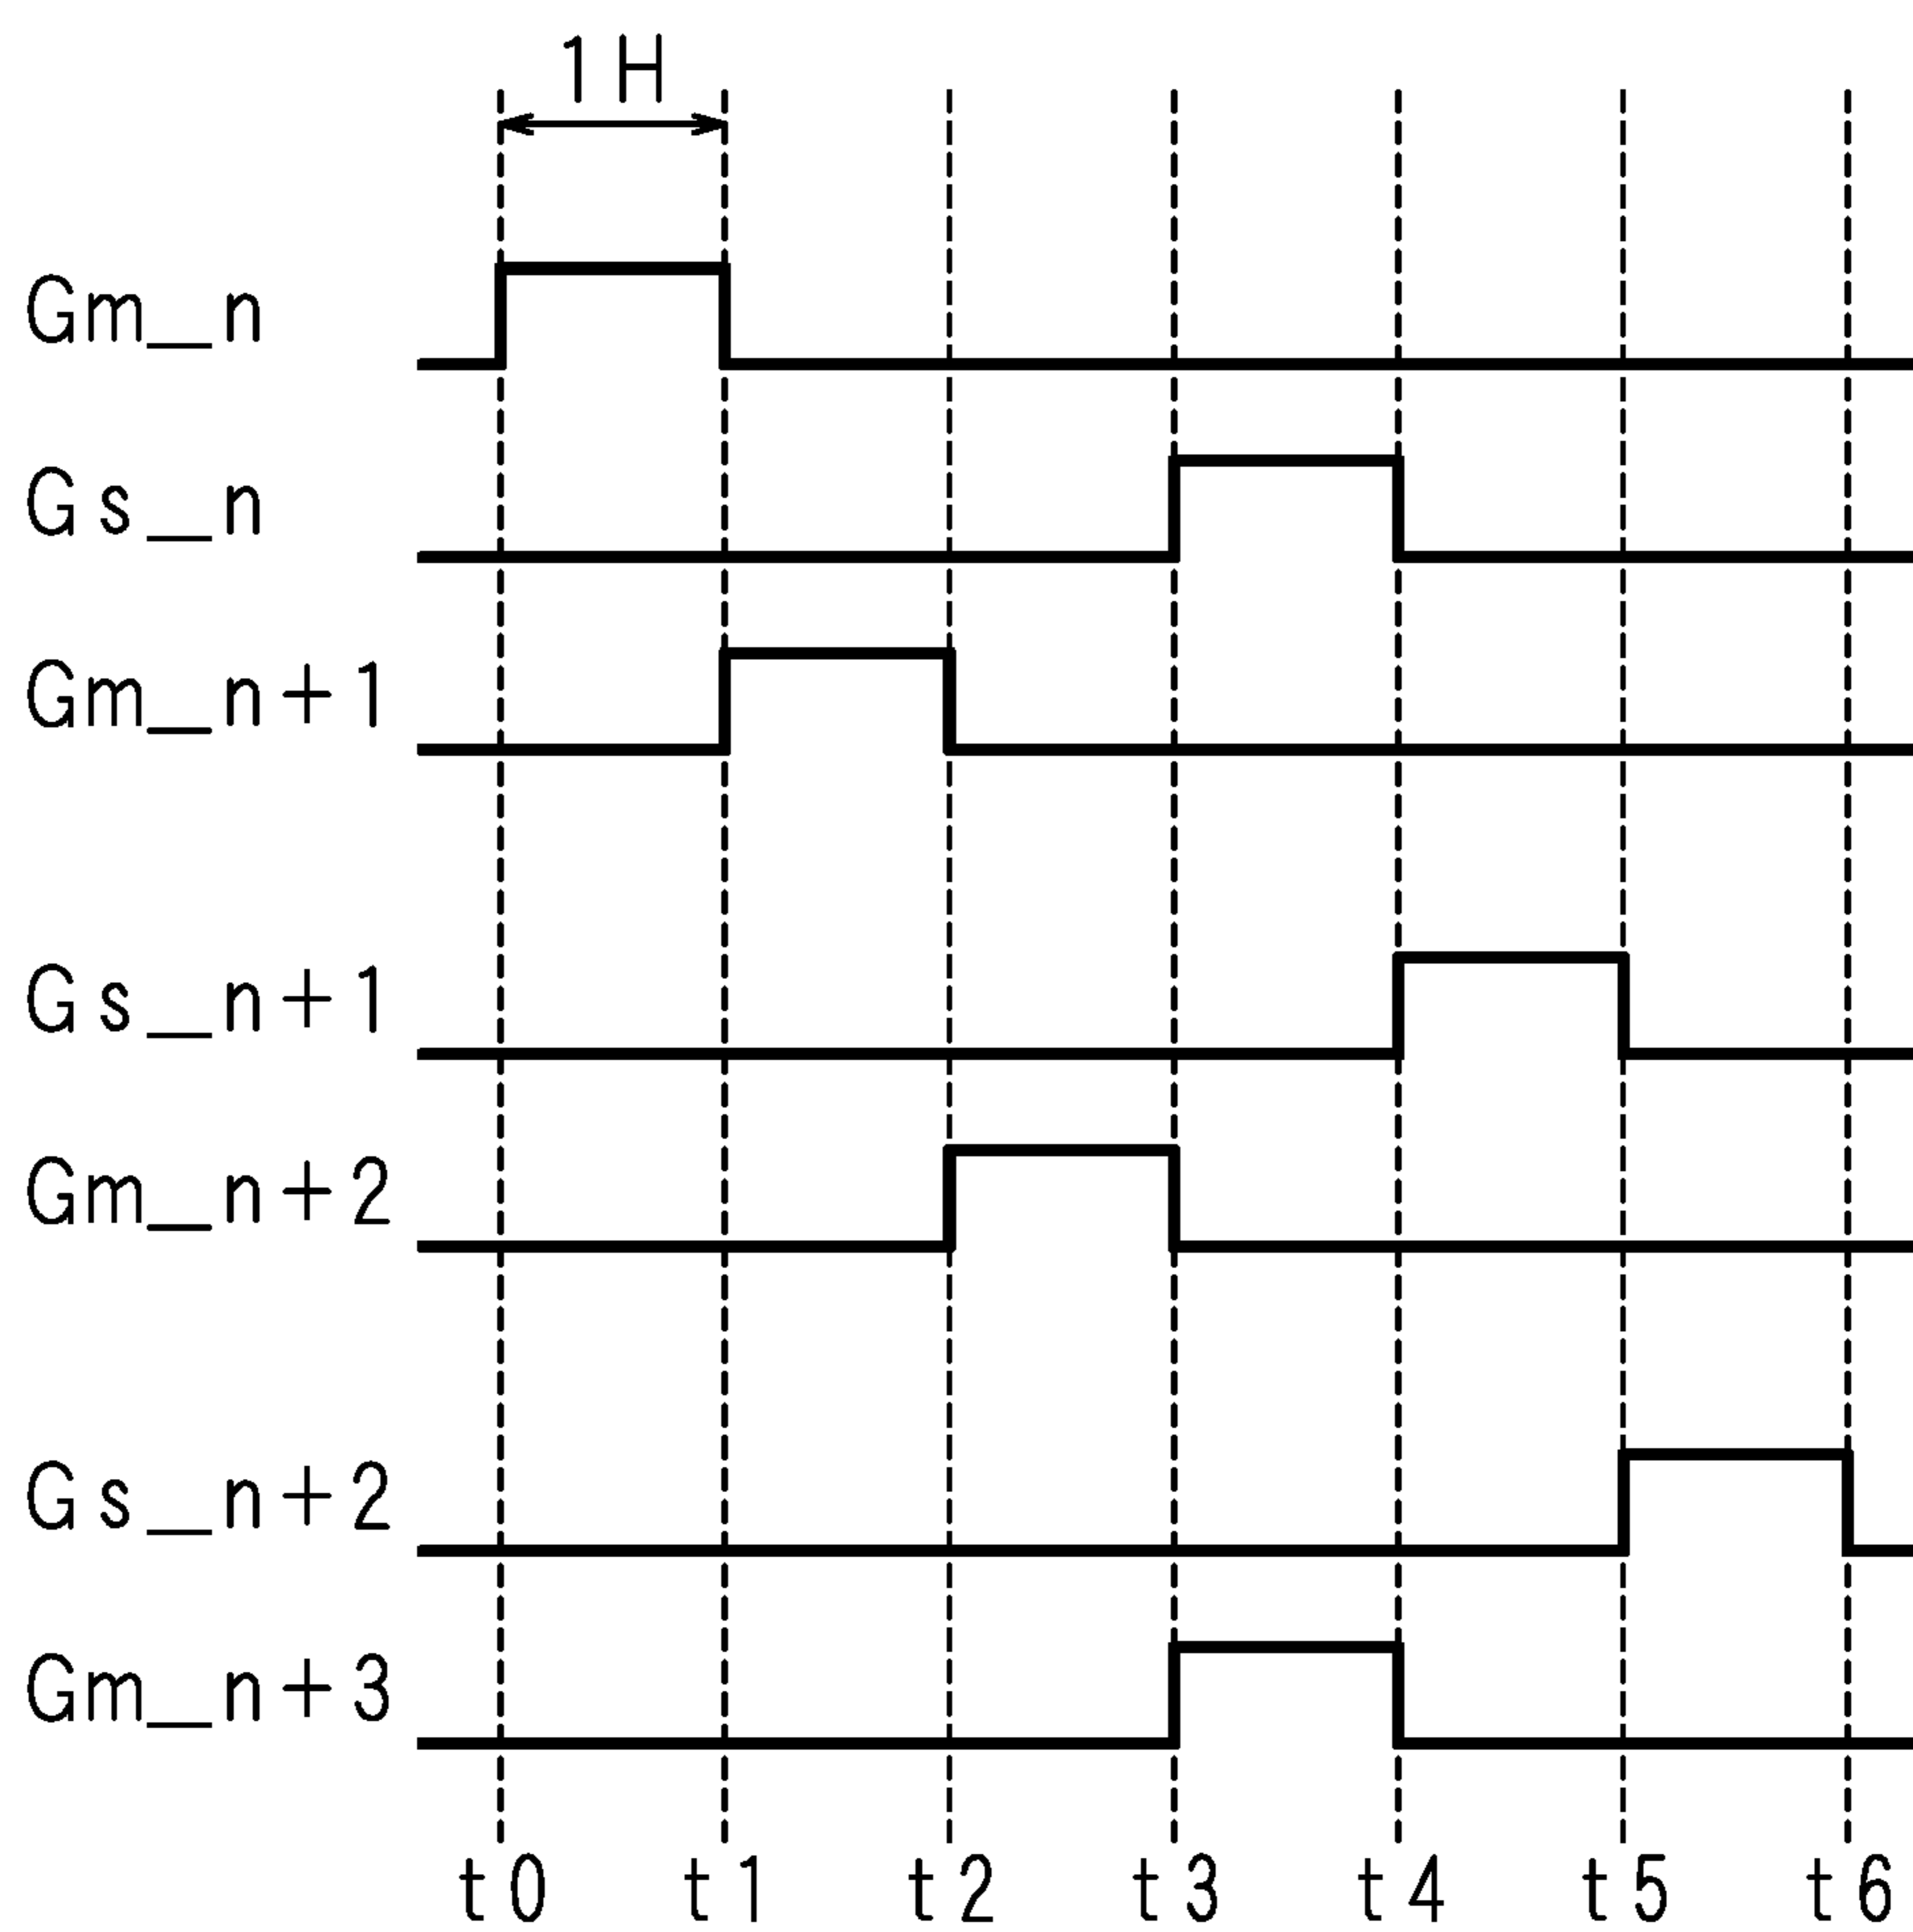 1H
Gm_n
Gs_n
Gm_n+1
Gs_n+1
Gm_n+2
Gs_n+2
Gm_n+3
t0 t1 t2 t3 t4 t5 t6